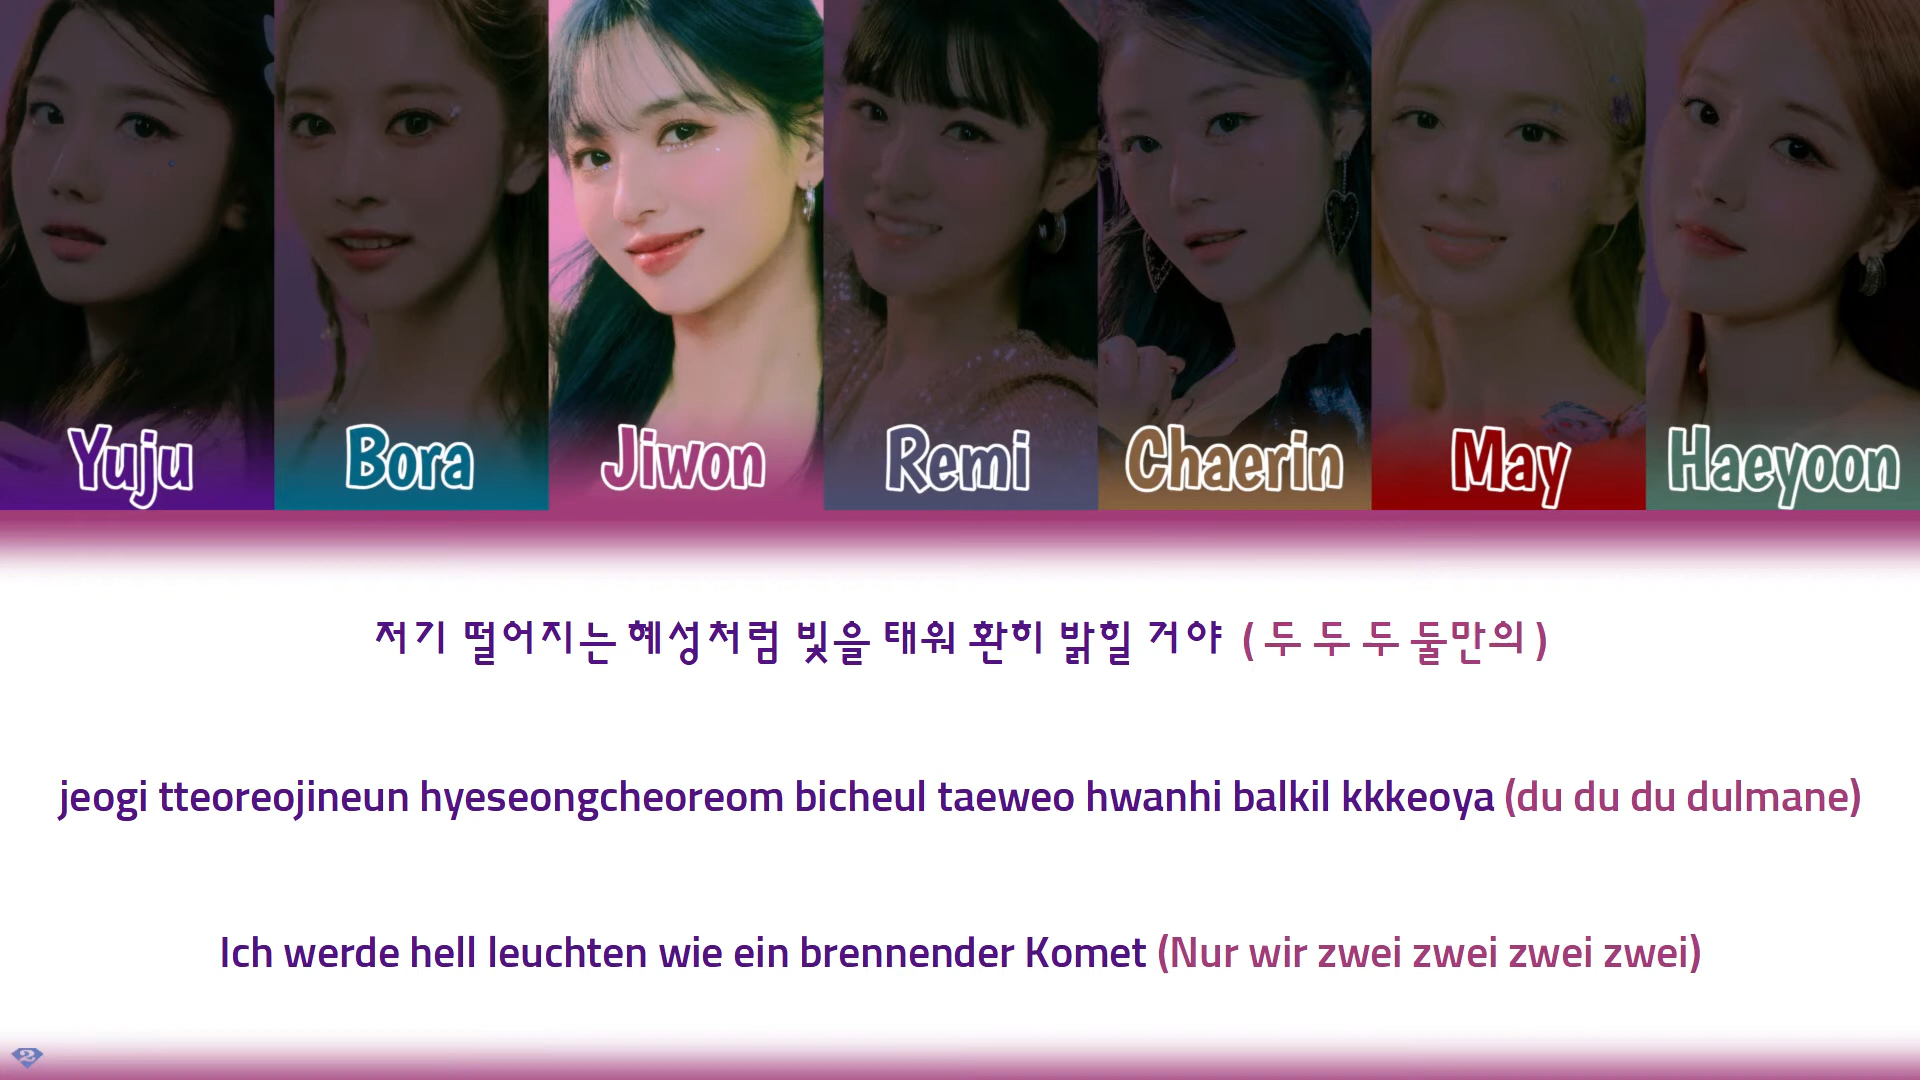 Yuju Bora Jiwon Remi Chaerin May Haeyoon
저기 떨어지는 혜성처럼 빛을 태워 환히 밝힐 거야 (두 두 두 둘만의)
jeogi tteoreojineun hyeseongcheoreom bicheul taeweo hwanhi balkil kkkeoya (du du du dulmane)
Ich werde hell leuchten wie ein brennender Komet (Nur wir zwei zwei zwei zwei)
2